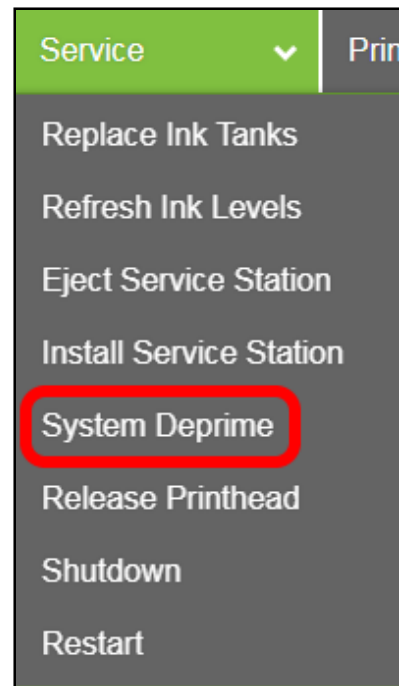 Service
Replace Ink Tanks
Refresh Ink Levels
Eject Service Station
Install Service Station
System Deprime
Release Printhead
Shutdown
Restart